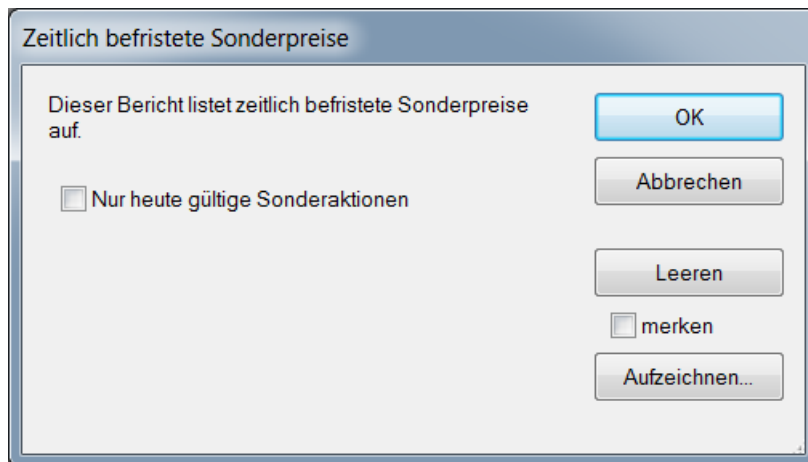 Zeitlich befristete Sonderpreise
Dieser Bericht listet zeitlich befristete Sonderpreise
auf.
OK
Abbrechen
Nur heute gültige Sonderaktionen
Leeren
merken
Aufzeichnen...